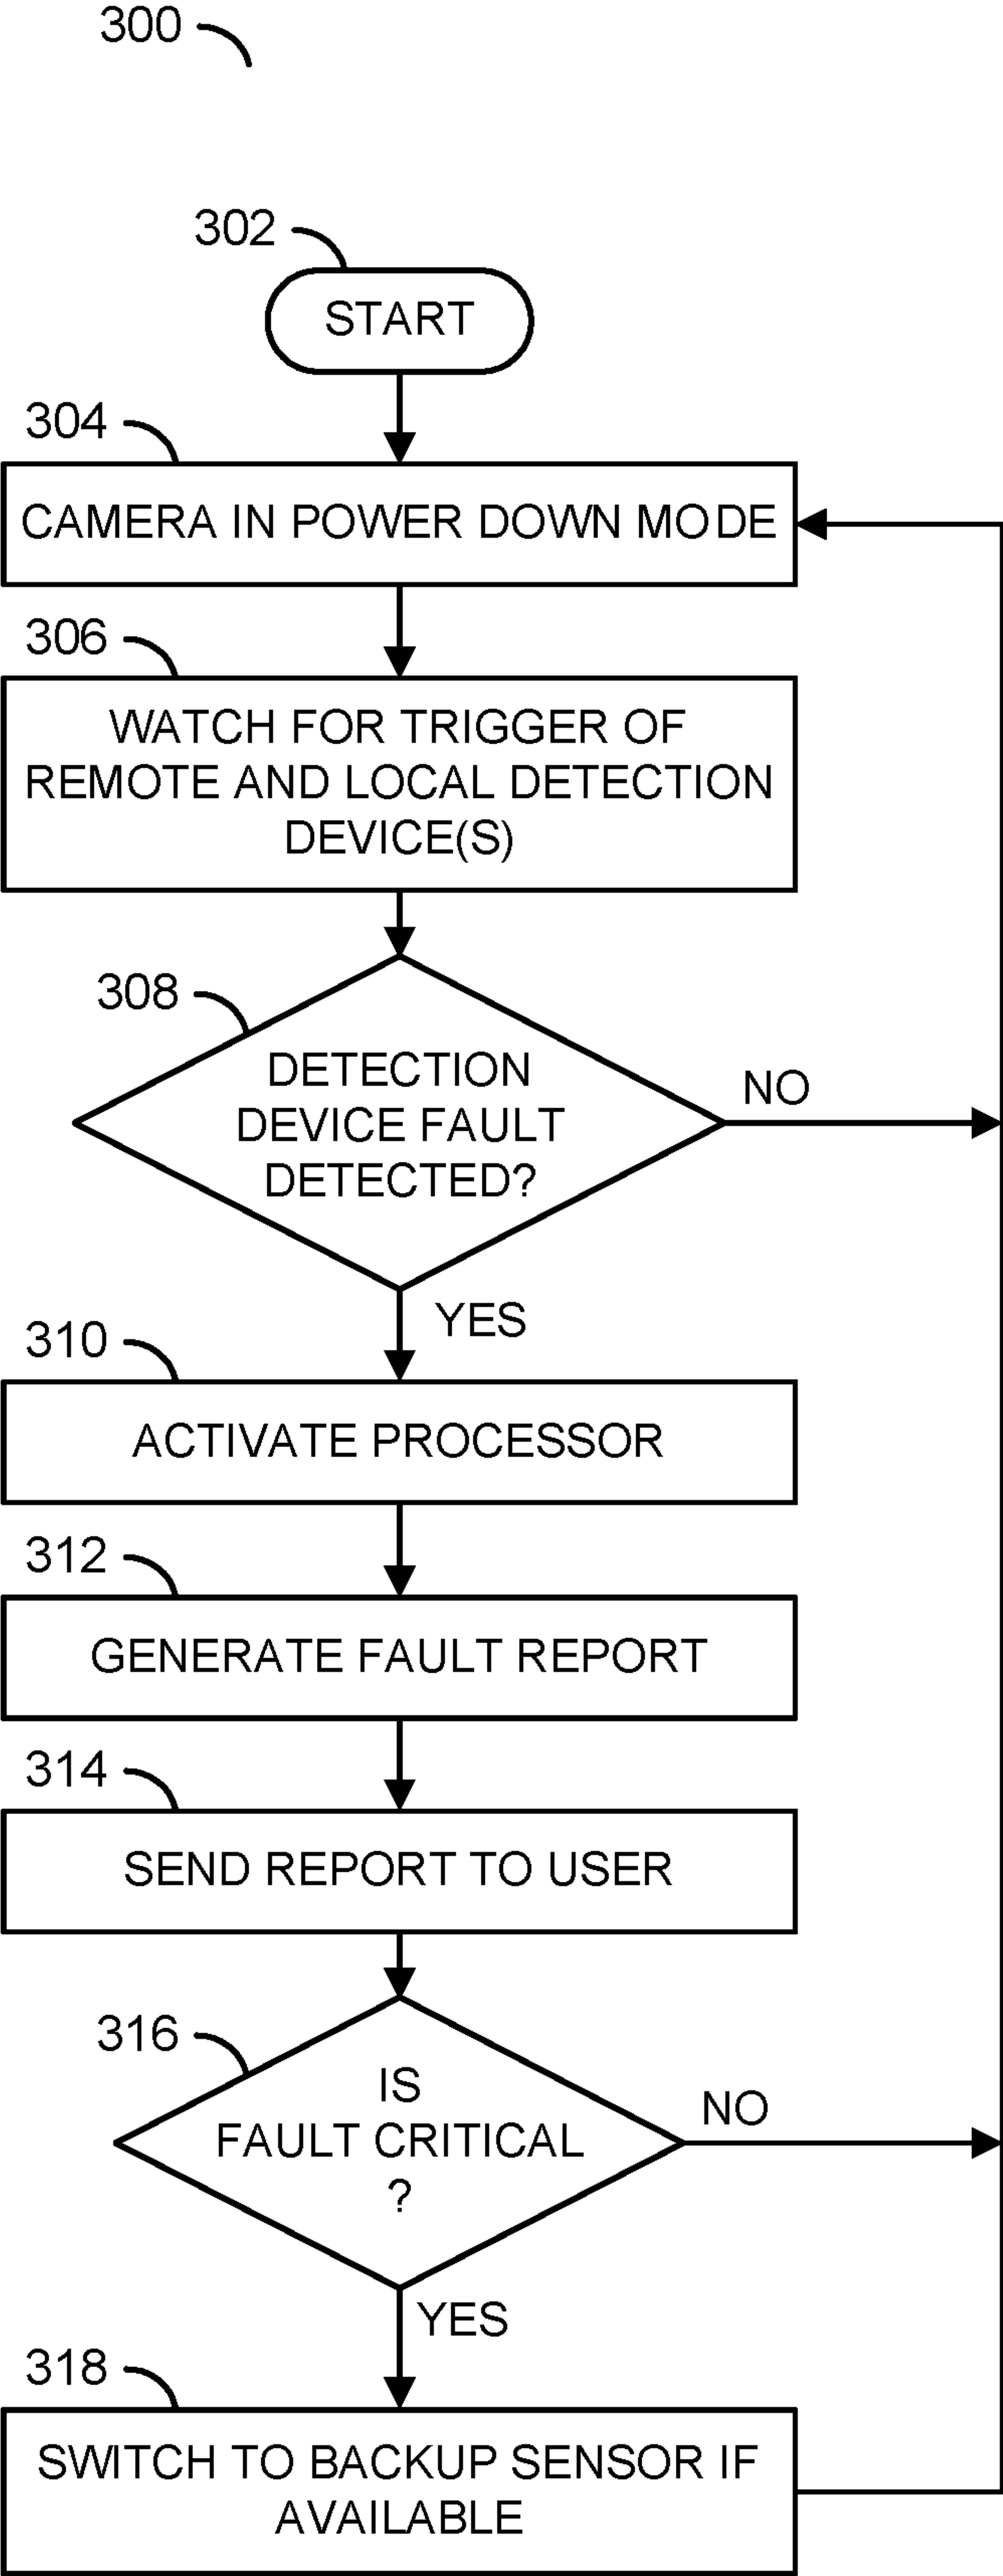 300
302
START
304
CAMERA IN POWER DOWN MODE
306
WATCH FOR TRIGGER OF
REMOTE AND LOCAL DETECTION
DEVICE(S)
308
DETECTION
DEVICE FAULT
DETECTED?
NO
YES
310
ACTIVATE PROCESSOR
312
GENERATE FAULT REPORT
314
SEND REPORT TO USER
316
IS
FAULT CRITICAL
?
NO
YES
318
SWITCH TO BACKUP SENSOR IF
AVAILABLE